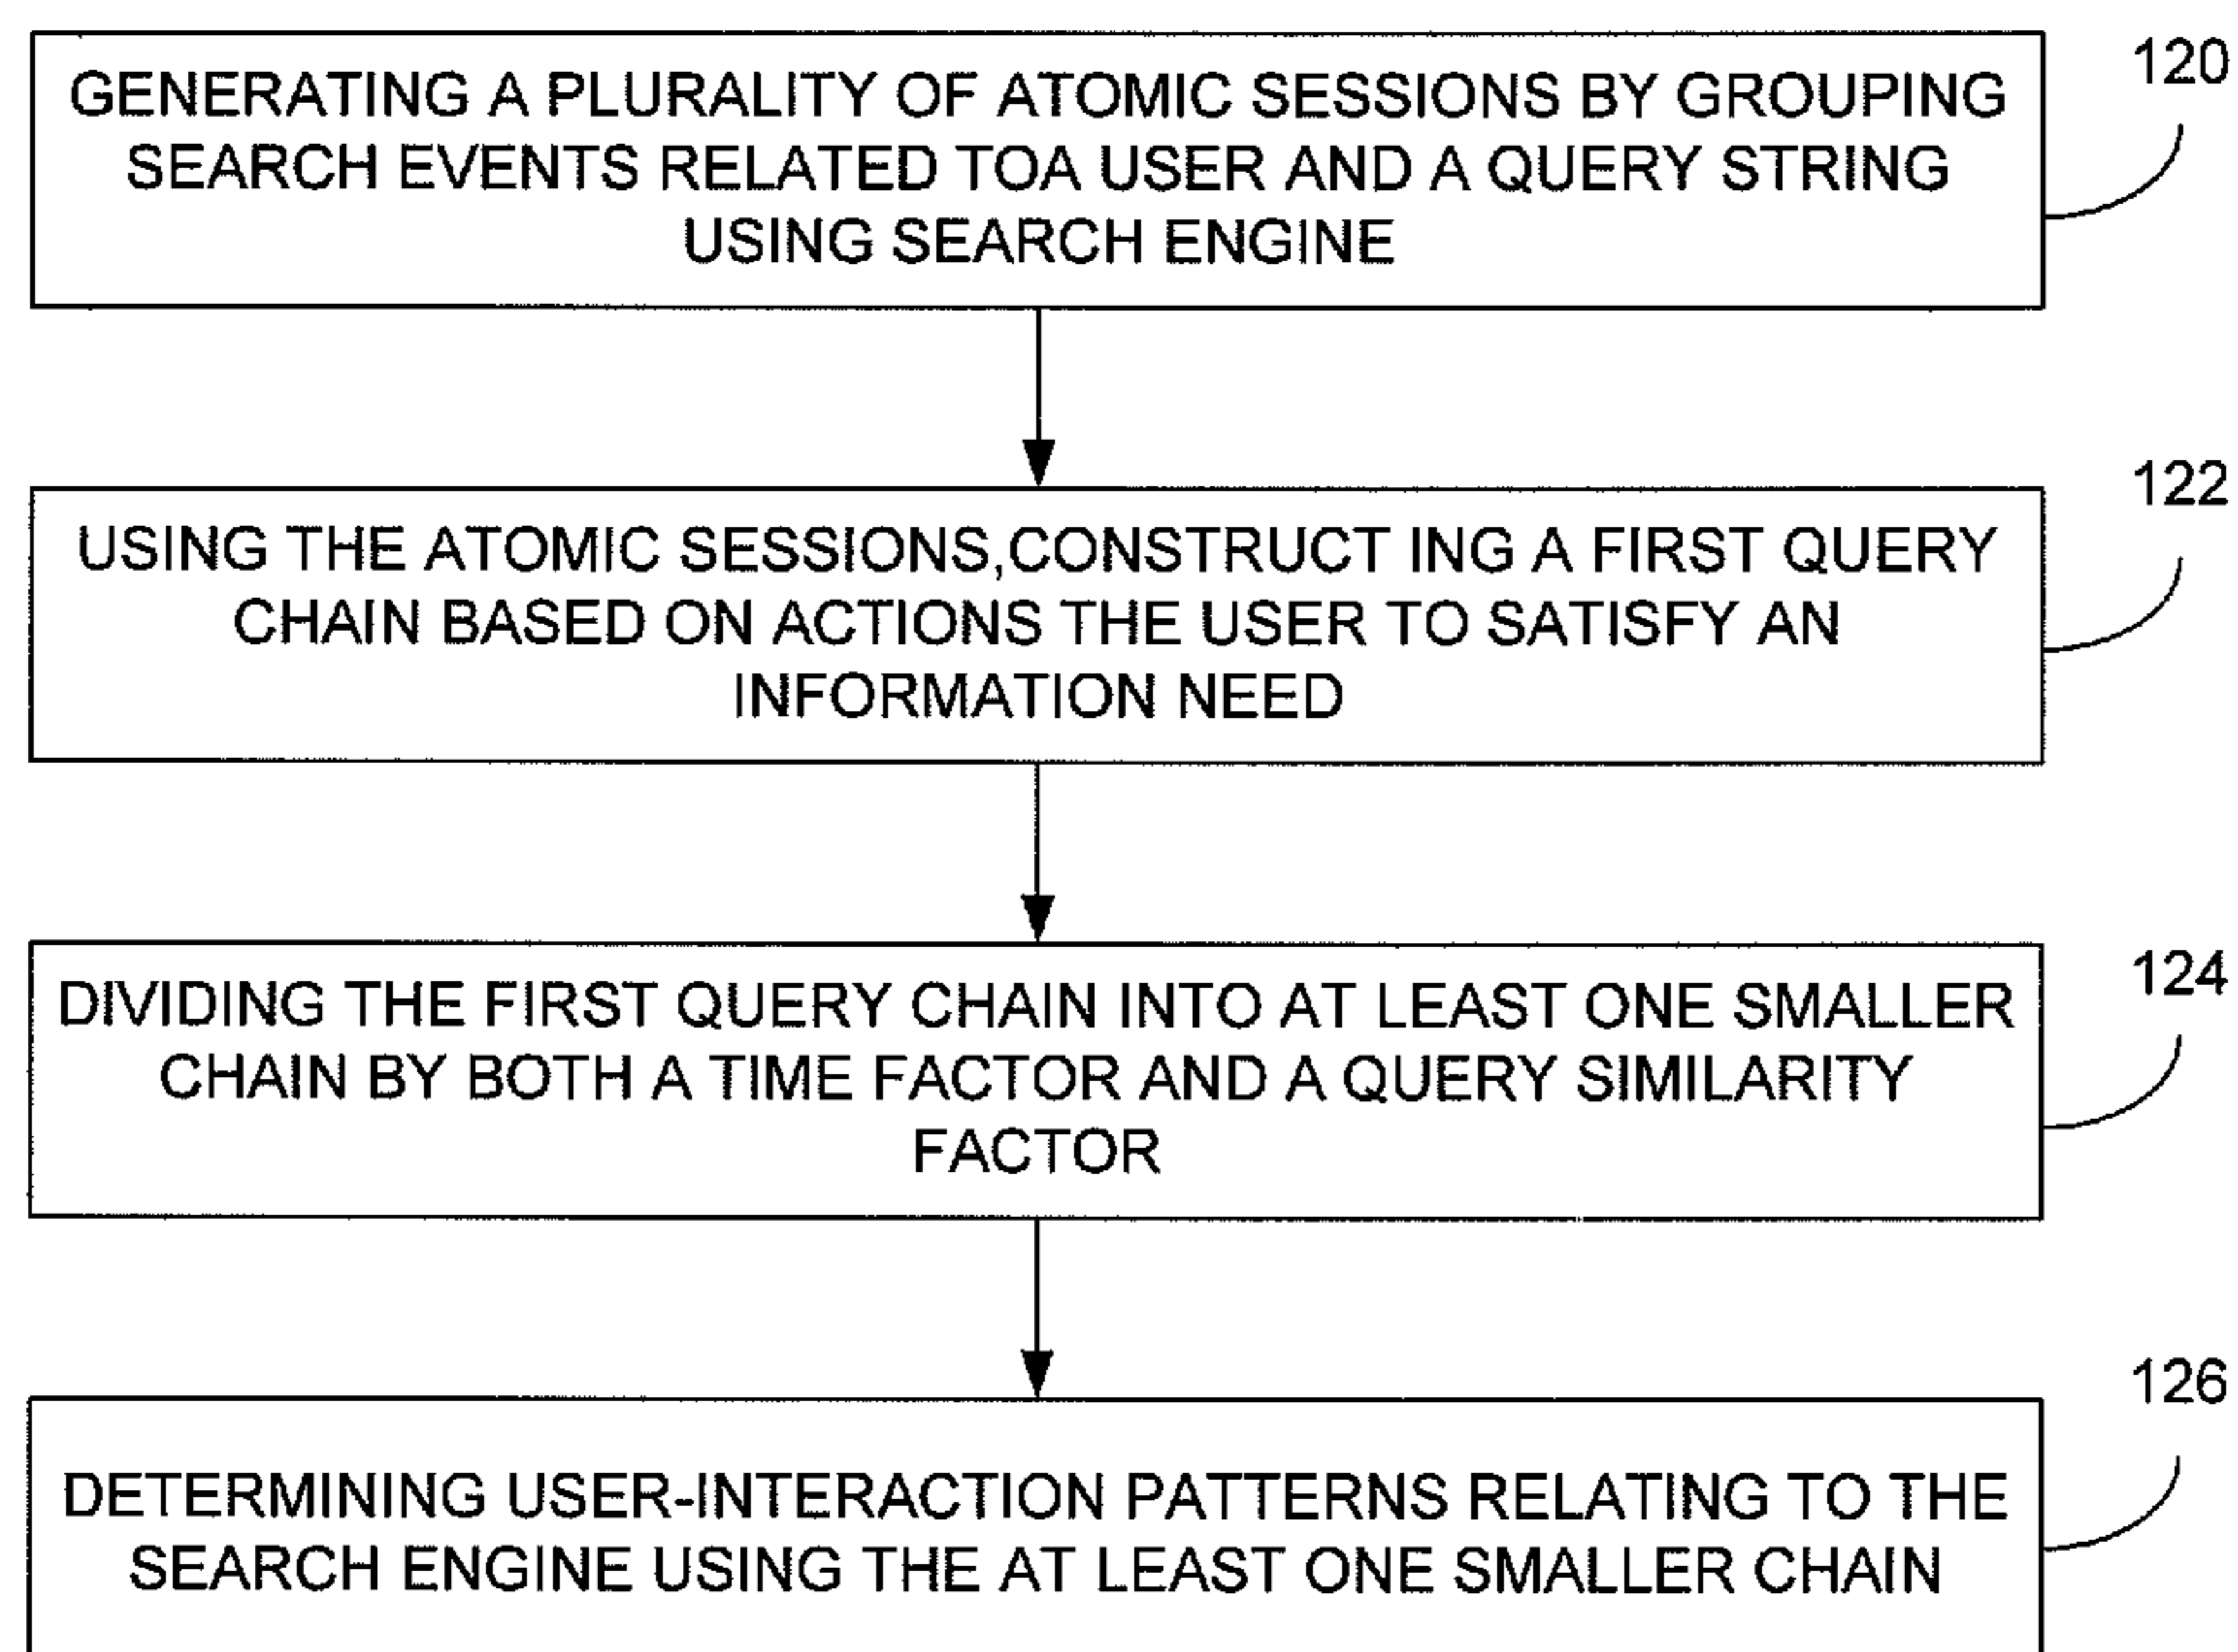 120
GENERATING A PLURALITY OF ATOMIC SESSIONS BY GROUPING
SEARCH EVENTS RELATED TOA USER AND A QUERY STRING
USING SEARCH ENGINE
122
USING THE ATOMIC SESSIONS,CONSTRUCT ING A FIRST QUERY
CHAIN BASED ON ACTIONS THE USER TO SATISFY AN
INFORMATION NEED
124
DIVIDING THE FIRST QUERY CHAIN INTO AT LEAST ONE SMALLER
CHAIN BY BOTH A TIME FACTOR AND A QUERY SIMILARITY
FACTOR
126
DETERMINING USER-INTERACTION PATTERNS RELATING TO THE
SEARCH ENGINE USING THE AT LEAST ONE SMALLER CHAIN